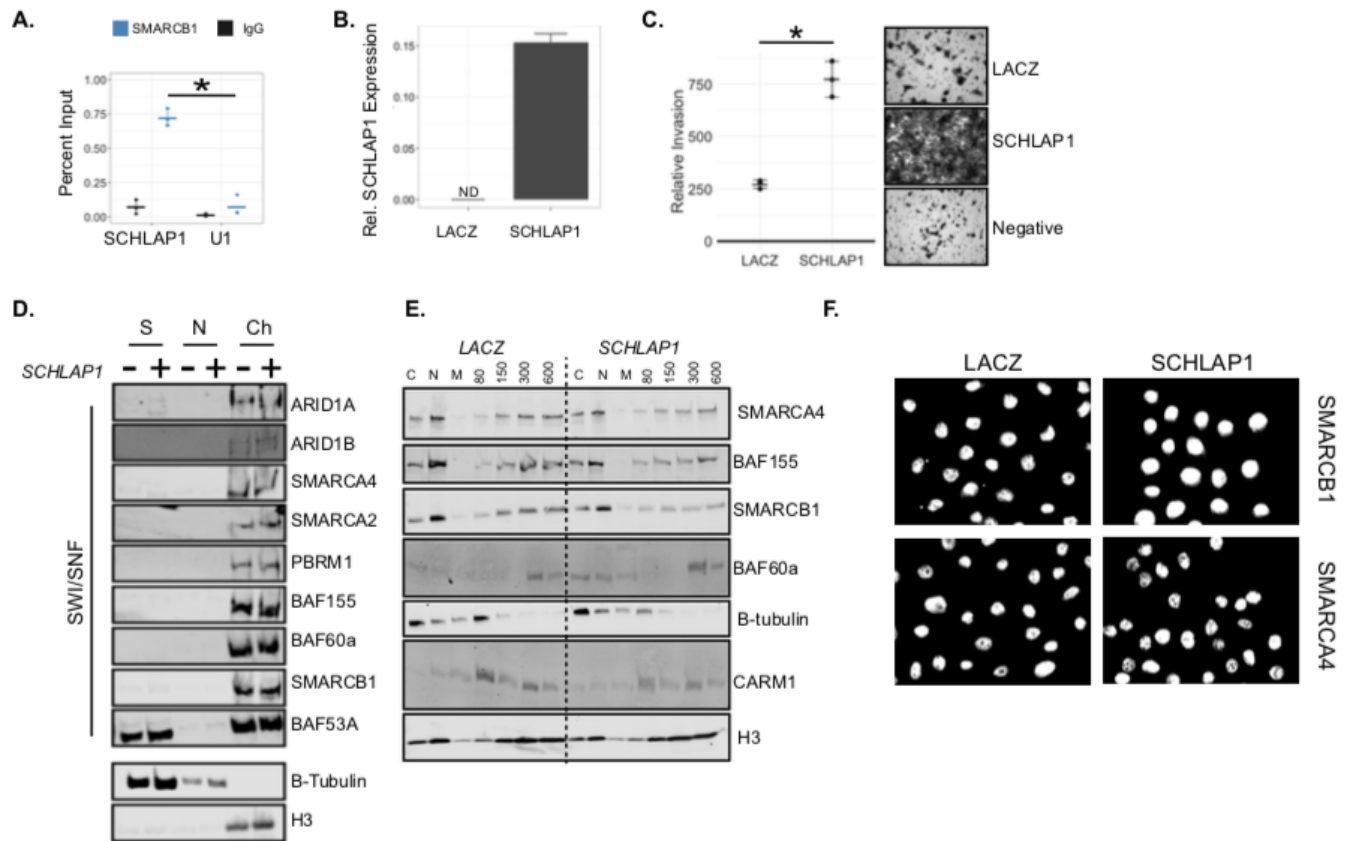 A.
SMARCB1 IgG
Percent Input
1.00
0.75
*
0.50
0.25
0.00
SCHLAP1 U1
B.
Rel. SCHLAP1 Expression
0.15
0.10
0.05
0.00
ND
LACZ SCHLAP1
C.
Relative Invasion
*
750
500
250
0
LACZ SCHLAP1
LACZ
SCHLAP1
Negative
D.
S N Ch
SCHLAP1 - + - + - +
SWI/SNF
ARID1A
ARID1B
SMARCA4
SMARCA2
PBRM1
BAF155
BAF60a
SMARCB1
BAF53A
B-Tubulin
H3
E.
LACZ SCHLAP1
C N M 80 150 300 600 C N M 80 150 300 600
SMARCA4
BAF155
SMARCB1
BAF60a
B-tubulin
CARM1
H3
F.
LACZ SCHLAP1
SMARCB1
SMARCA4